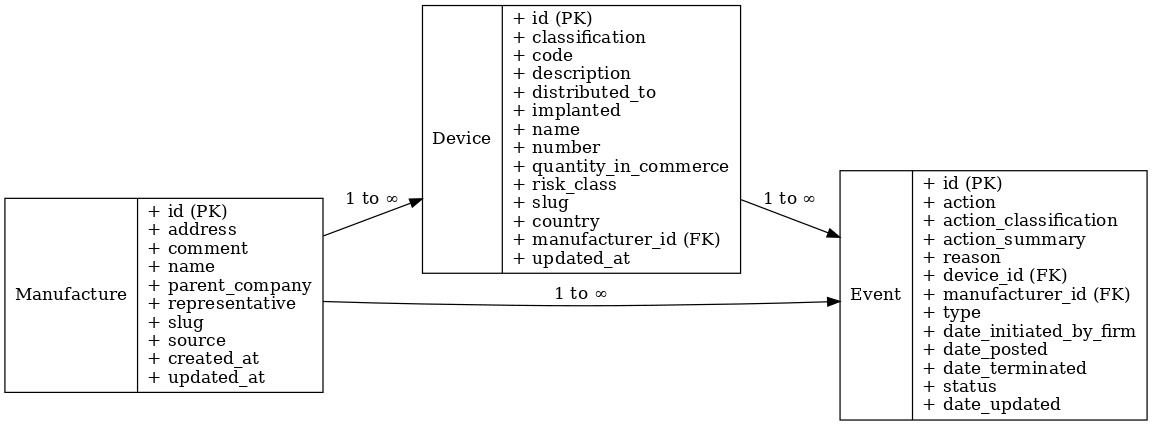 Device
+ id (PK)
+ classification
+ code
+ description
+ distributed_to
+ implanted
+ name
+ number
+ quantity_in_commerce
+ risk_class
+ slug
+ country
+ manufacturer_id (FK)
+ updated_at
1 to ∞
1 to ∞
Manufacture
+ id (PK)
+ address
+ comment
+ name
+ parent_company
+ representative
+ slug
+ source
+ created_at
+ updated_at
1 to ∞
Event
+ id (PK)
+ action
+ action_classification
+ action_summary
+ reason
+ device_id (FK)
+ manufacturer_id (FK)
+ type
+ date_initiated_by_firm
+ date_posted
+ date_terminated
+ status
+ date_updated